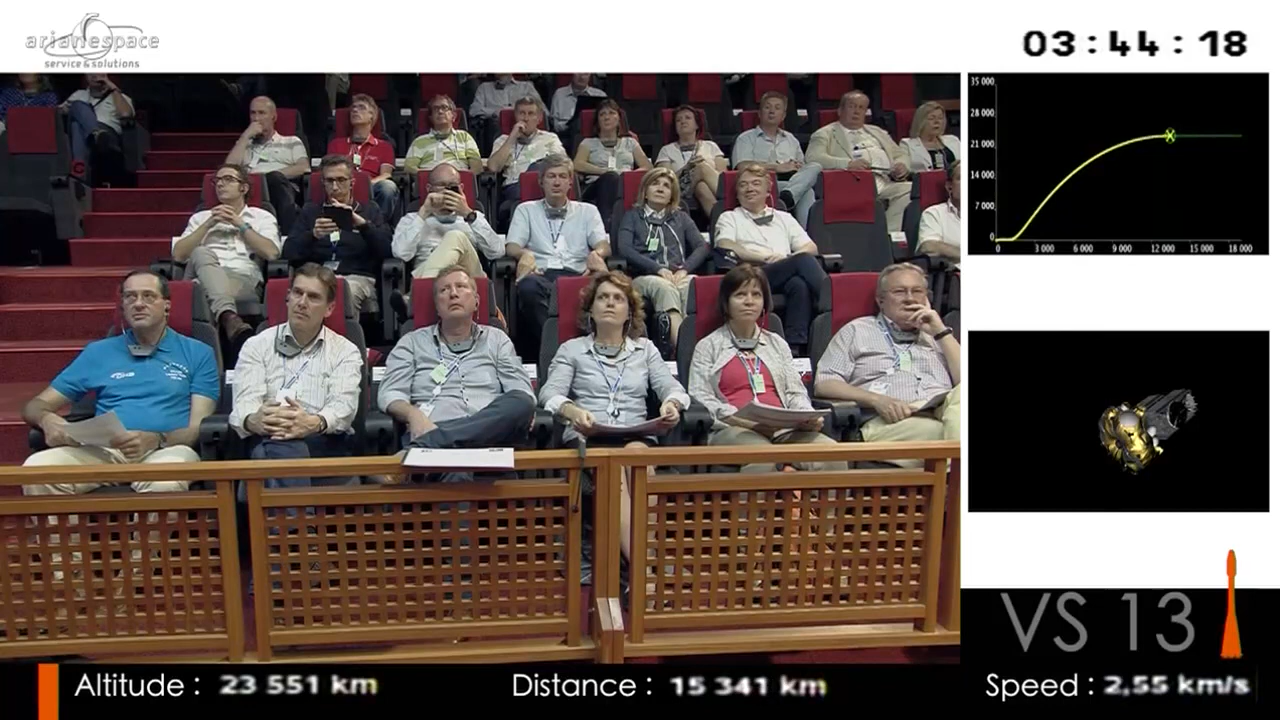 arianespace
service & solutions
03:44:18
35 000
28 000
21 000
14 000
7 000
0
0 3 000 6 000 9 000 12 000 15 000 18 000
VS 13
Altitude : 23 551 km Distance : 15 341 km Speed : 2,55 km/s